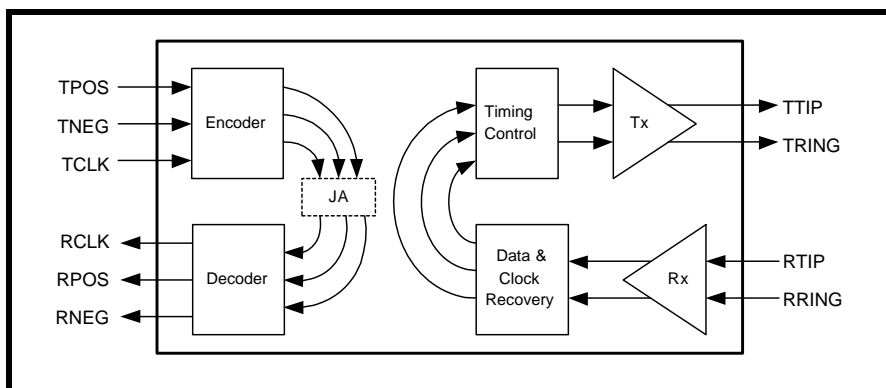 TPOS
TNEG
TCLK
Encoder
JA
Timing
Control
Tx
TTIP
TRING
RCLK
RPOS
RNEG
Decoder
Data &
Clock
Recovery
Rx
RTIP
RRING